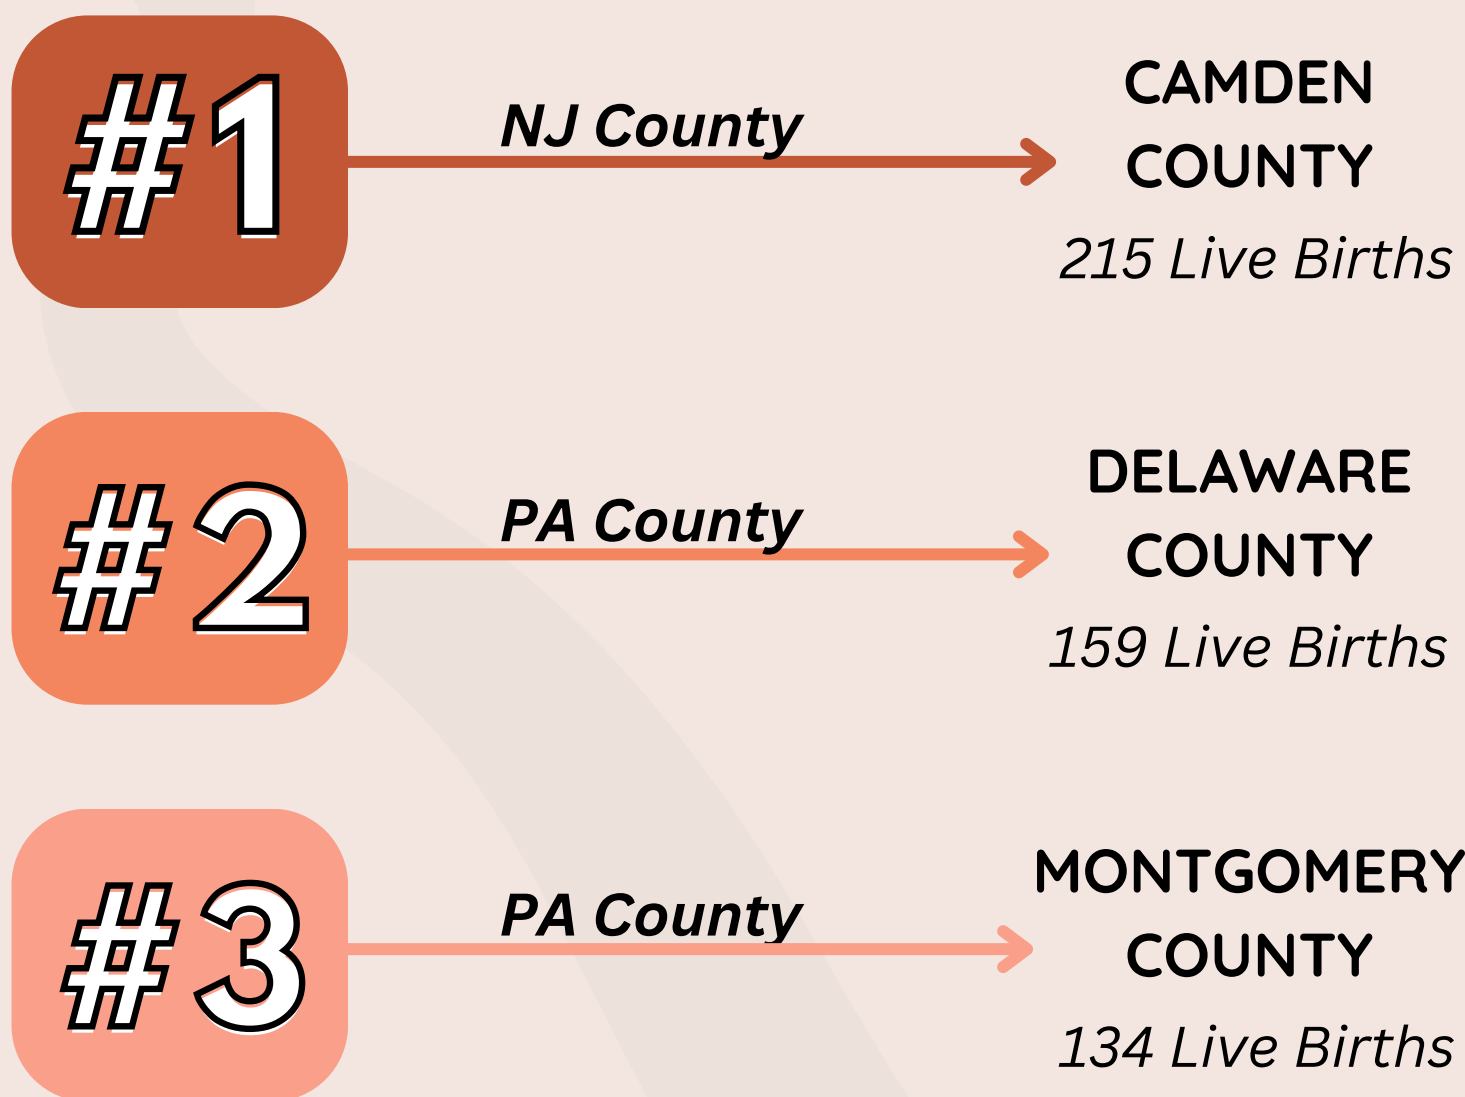 #1
NJ County
CAMDEN
COUNTY
215 Live Births
#2
PA County
DELAWARE
COUNTY
159 Live Births
#3
PA County
MONTGOMERY
COUNTY
134 Live Births